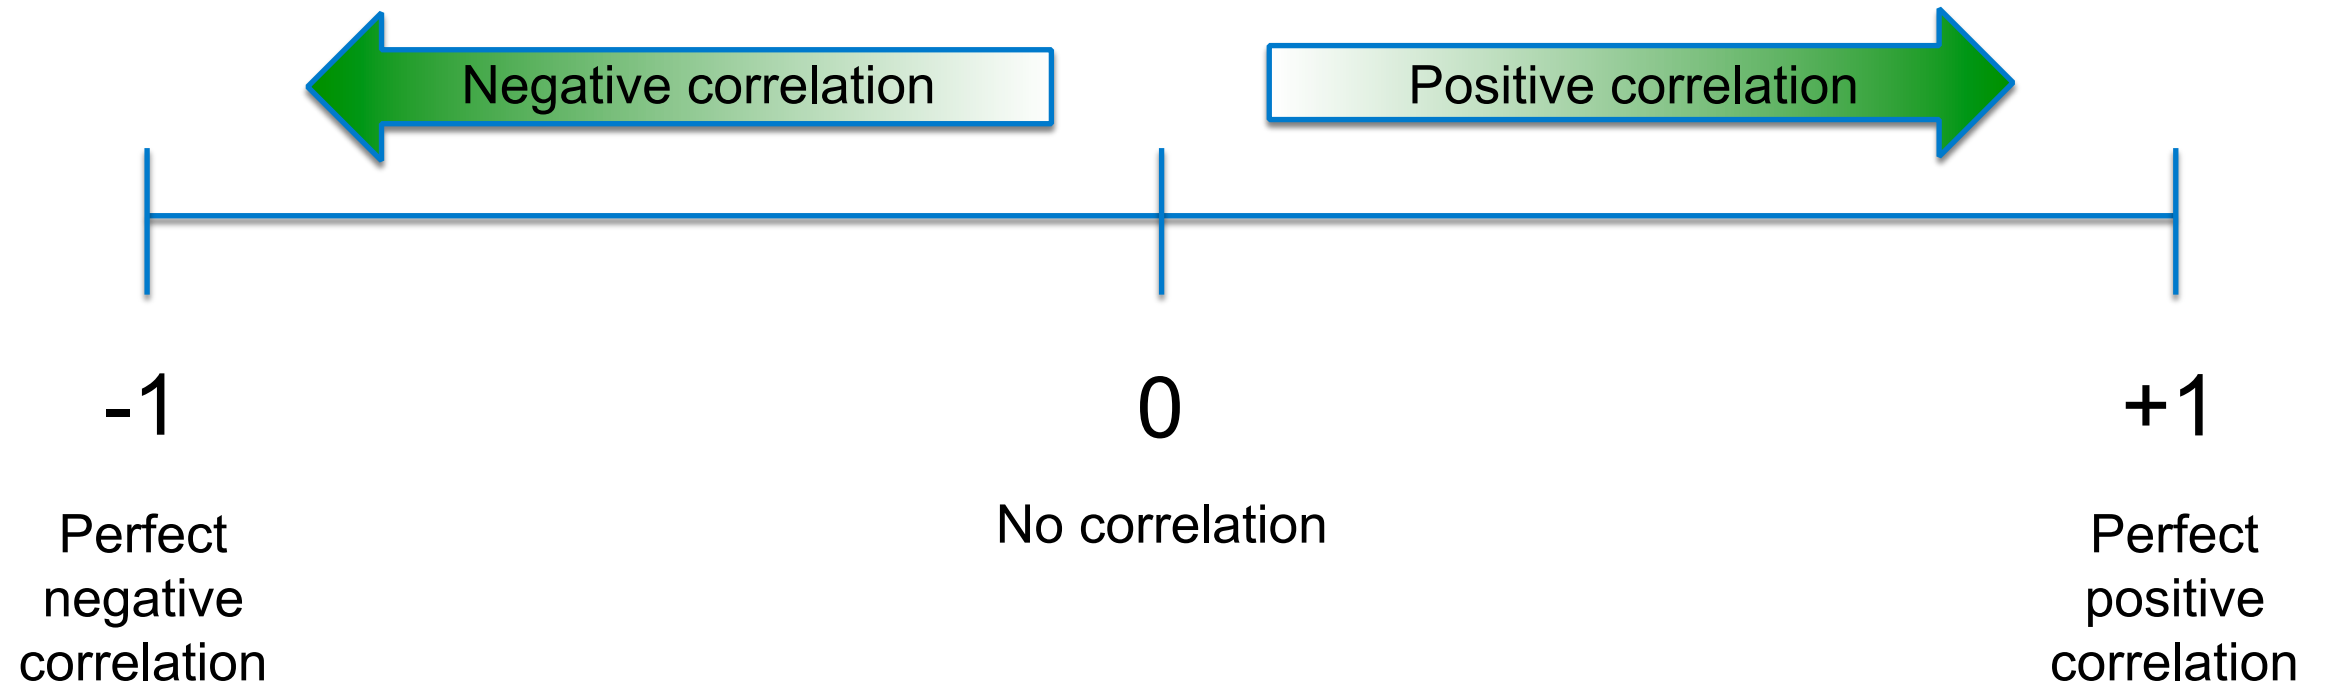 Negative correlation
Positive correlation
-1
0
+1
Perfect
negative
correlation
No correlation
Perfect
positive
correlation